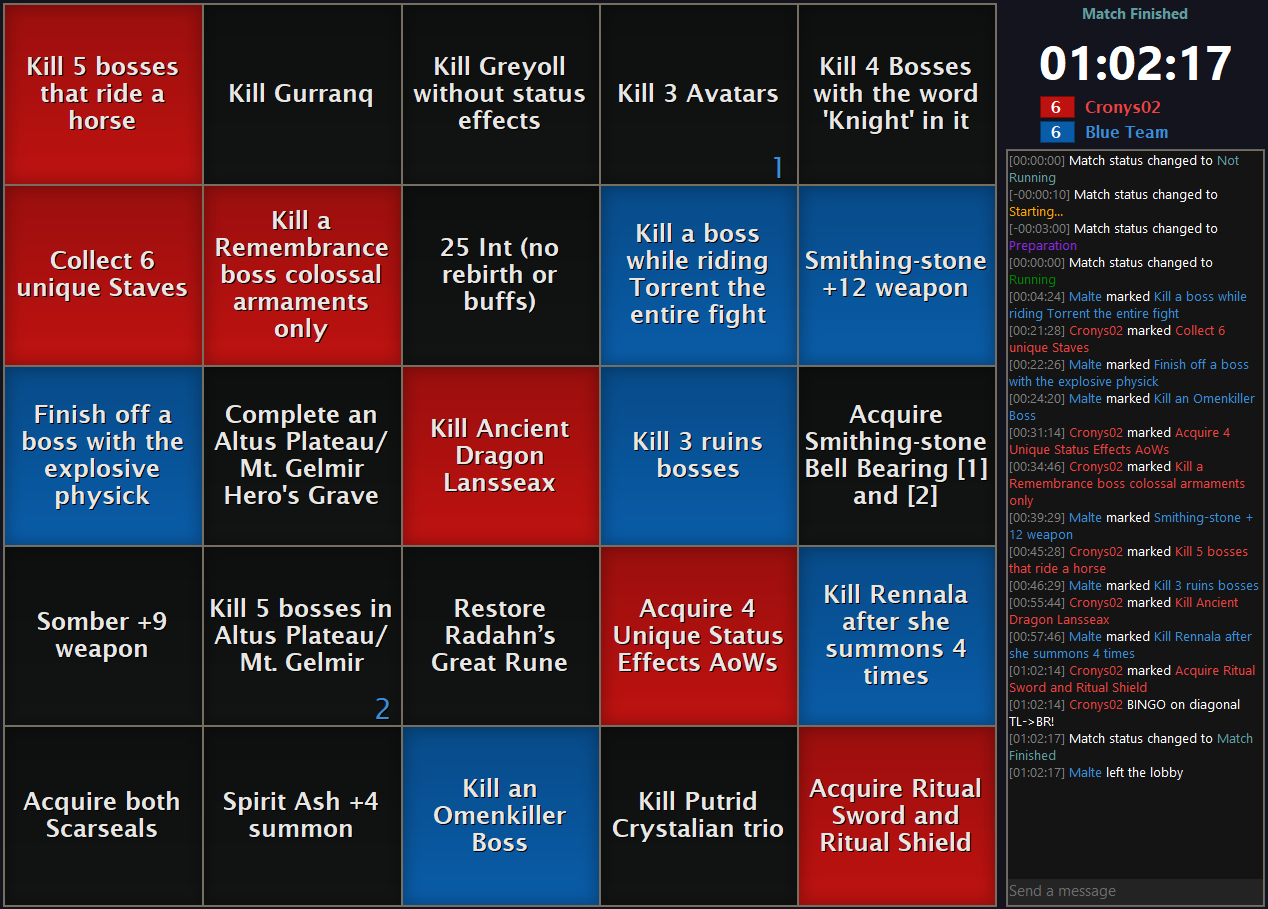 Kill 5 bosses
that ride a
horse
Kill Gurranq
Kill Greyoll
without status
effects
Kill 3 Avatars
1
Kill 4 Bosses
with the word
'Knight' in it
Collect 6
unique Staves
Kill a
Remembrance
boss colossal
armaments
only
25 Int (no
rebirth or
buffs)
Kill a boss
while riding
Torrent the
entire fight
Smithing-stone
+12 weapon
Finish off a
boss with the
explosive
physick
Complete an
Altus Plateau/
Mt. Gelmir
Hero's Grave
Kill Ancient
Dragon
Lansseax
Kill 3 ruins
bosses
Acquire
Smithing-stone
Bell Bearing [1]
and [2]
Somber +9
weapon
Kill 5 bosses in
Altus Plateau/
Mt. Gelmir
2
Restore
Radahn’s
Great Rune
Acquire 4
Unique Status
Effects AoWs
Kill Rennala
after she
summons 4
times
Acquire both
Scarseals
Spirit Ash +4
summon
Kill an
Omenkiller
Boss
Kill Putrid
Crystalian trio
Acquire Ritual
Sword and
Ritual Shield
Match Finished
01:02:17
6 Cronys02
6 Blue Team
[00:00:00] Match status changed to Not
Running
[-00:00:10] Match status changed to
Starting...
[-00:03:00] Match status changed to
Preparation
[00:00:00] Match status changed to
Running
[00:04:24] Malte marked Kill a boss while
riding Torrent the entire fight
[00:21:28] Cronys02 marked Collect 6
unique Staves
[00:22:26] Malte marked Finish off a boss
with the explosive physick
[00:24:20] Malte marked Kill an Omenkiller
Boss
[00:31:14] Cronys02 marked Acquire 4
Unique Status Effects AoWs
[00:34:46] Cronys02 marked Kill a
Remembrance boss colossal armaments
only
[00:39:29] Malte marked Smithing-stone +
12 weapon
[00:45:28] Cronys02 marked Kill 5 bosses
that ride a horse
[00:46:29] Malte marked Kill 3 ruins bosses
[00:55:44] Cronys02 marked Kill Ancient
Dragon Lansseax
[00:57:46] Malte marked Kill Rennala after
she summons 4 times
[01:02:14] Cronys02 marked Acquire Ritual
Sword and Ritual Shield
[01:02:14] Cronys02 BINGO on diagonal
TL->BR!
[01:02:17] Match status changed to Match
Finished
[01:02:17] Malte left the lobby
Send a message